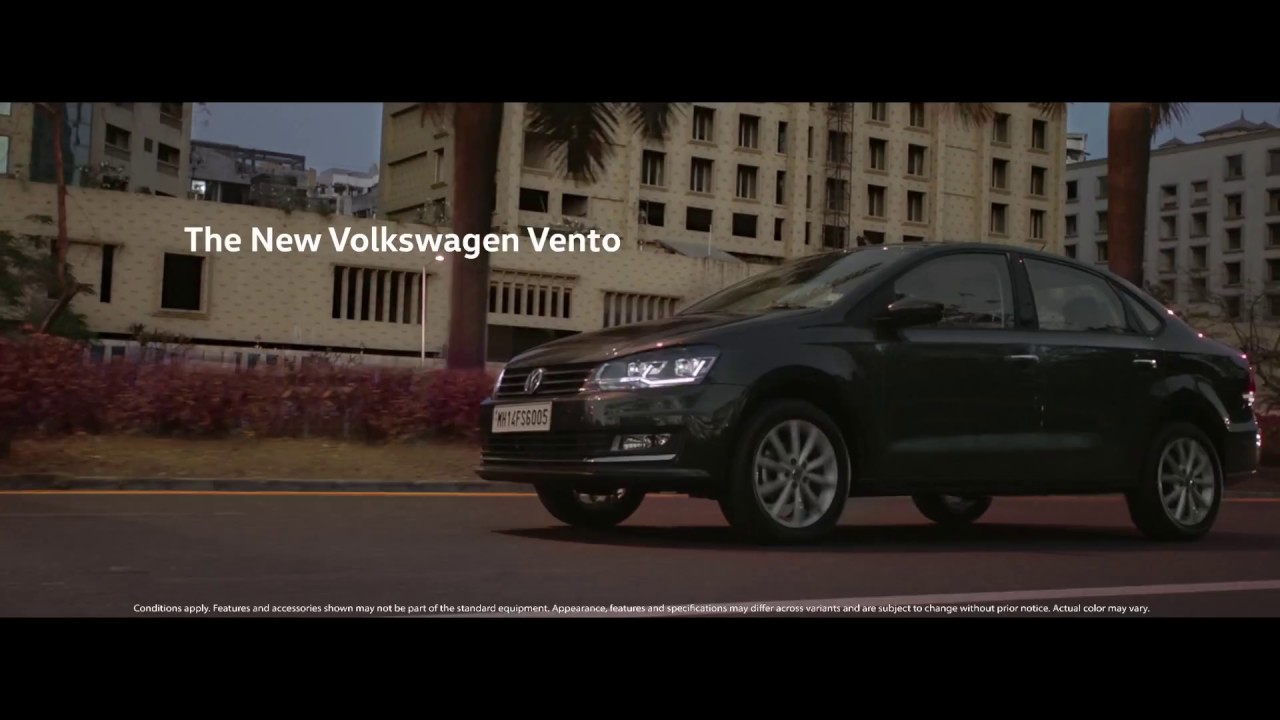 The New Volkswagen Vento
MH14FS6005
Conditions apply. Features and accessories shown may not be part of the standard equipment. Appearance, features and specifications may differ across variants and are subject to change without prior notice. Actual color may vary.